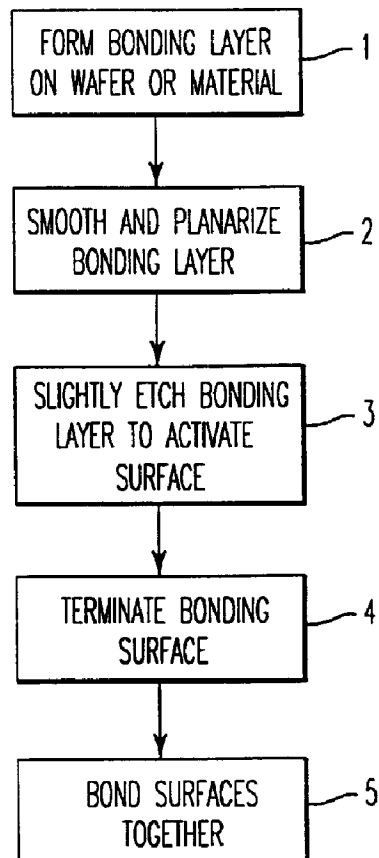 FORM BONDING LAYER
ON WAFER OR MATERIAL
1
SMOOTH AND PLANARIZE
BONDING LAYER
2
SLIGHTLY ETCH BONDING
LAYER TO ACTIVATE
SURFACE
3
TERMINATE BONDING
SURFACE
4
BOND SURFACES
TOGETHER
5